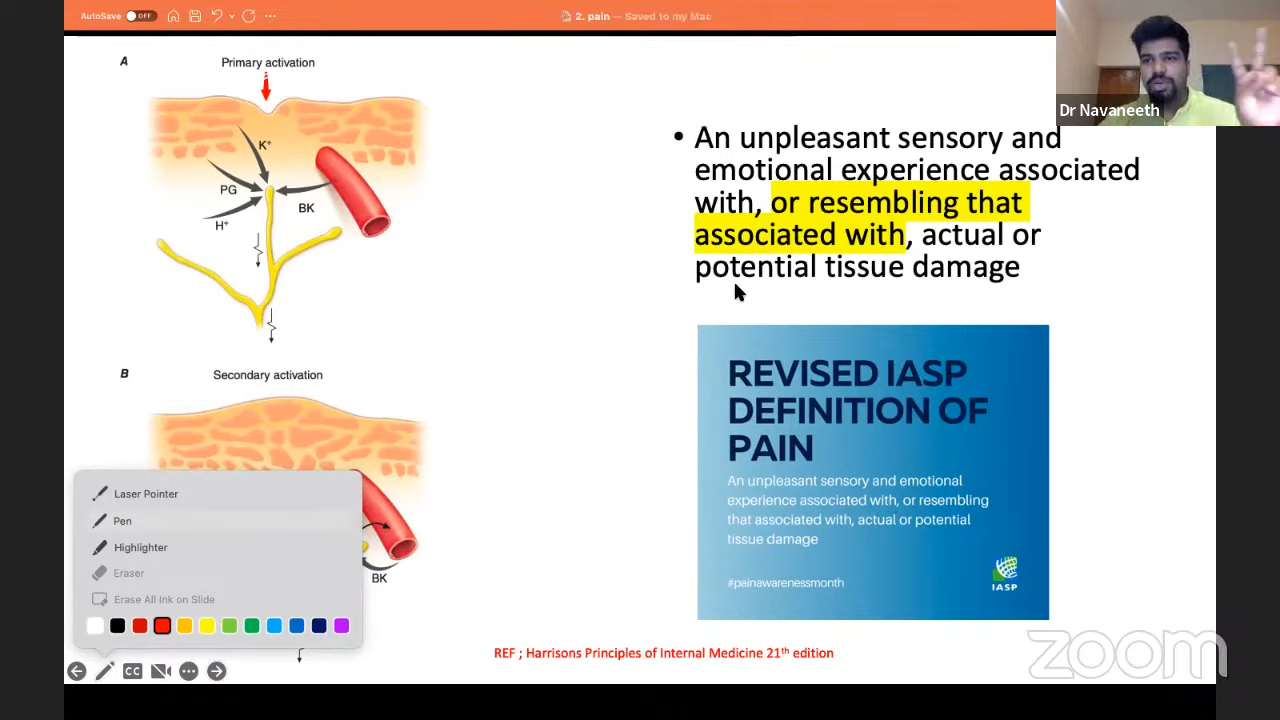 AutoSave OFF
2. pain — Saved to my Mac
Dr Navaneeth
A
Primary activation
K⁺
PG
BK
H⁺
• An unpleasant sensory and
emotional experience associated
with, or resembling that
associated with, actual or
potential tissue damage
B
Secondary activation
BK
Laser Pointer
Pen
Highlighter
Eraser
Erase All Ink on Slide
CC
REVISED IASP
DEFINITION OF
PAIN
An unpleasant sensory and emotional
experience associated with, or resembling
that associated with, actual or potential
tissue damage
#painawarenessmonth
IASP
REF ; Harrisons Principles of Internal Medicine 21ᵗʰ edition
zoom